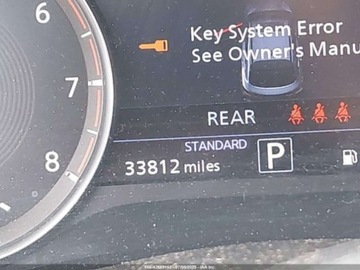 6
Key System Error
See Owner's Manu
7
REAR
STANDARD
8
33812 miles
P